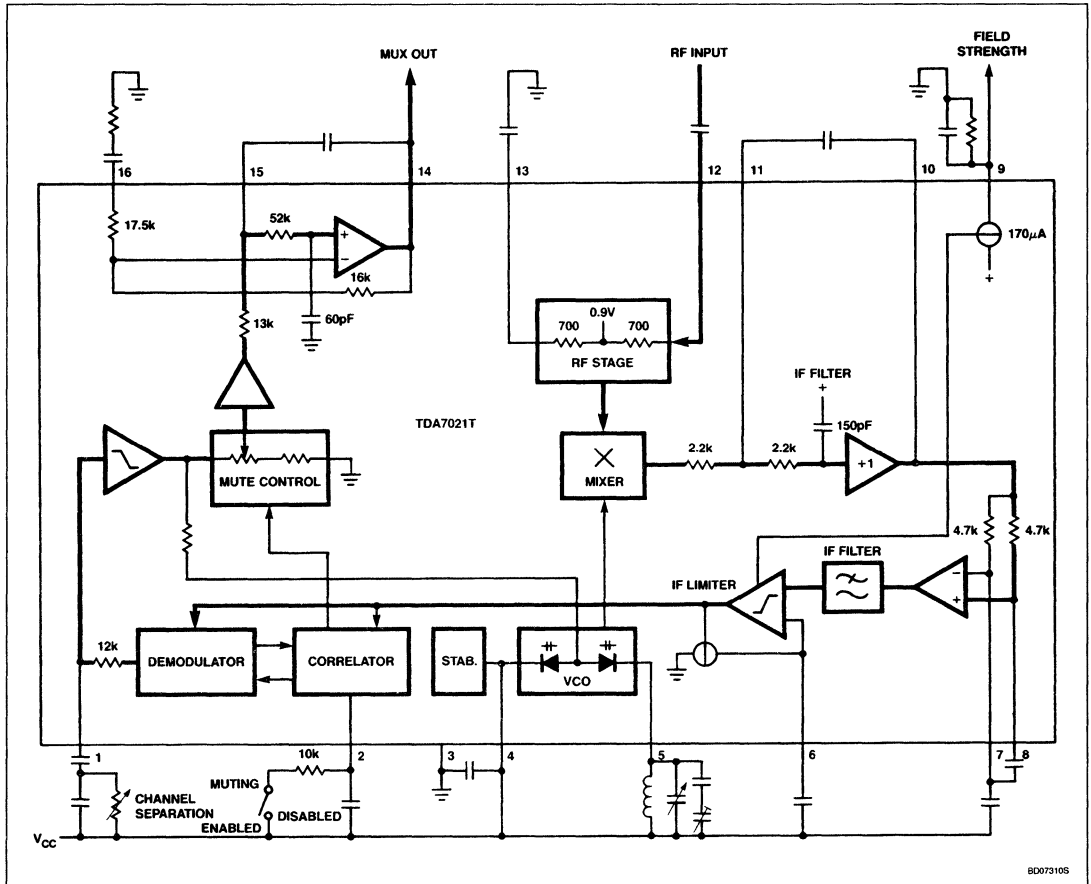 MUX OUT
RF INPUT
FIELD
STRENGTH
16
15
14
13
12
11
10
9
17.5k
52k
+
−
16k
60pF
13k
170μA
+
0.9V
700
700
RF STAGE
TDA7021T
IF FILTER
+
150pF
2.2k
2.2k
+1
MIXER
MUTE CONTROL
4.7k
4.7k
IF FILTER
−
+
IF LIMITER
12k
DEMODULATOR
CORRELATOR
STAB.
VCO
1
2
3
4
5
6
7
8
10k
MUTING
DISABLED
ENABLED
CHANNEL
SEPARATION
VCC
BD07310S